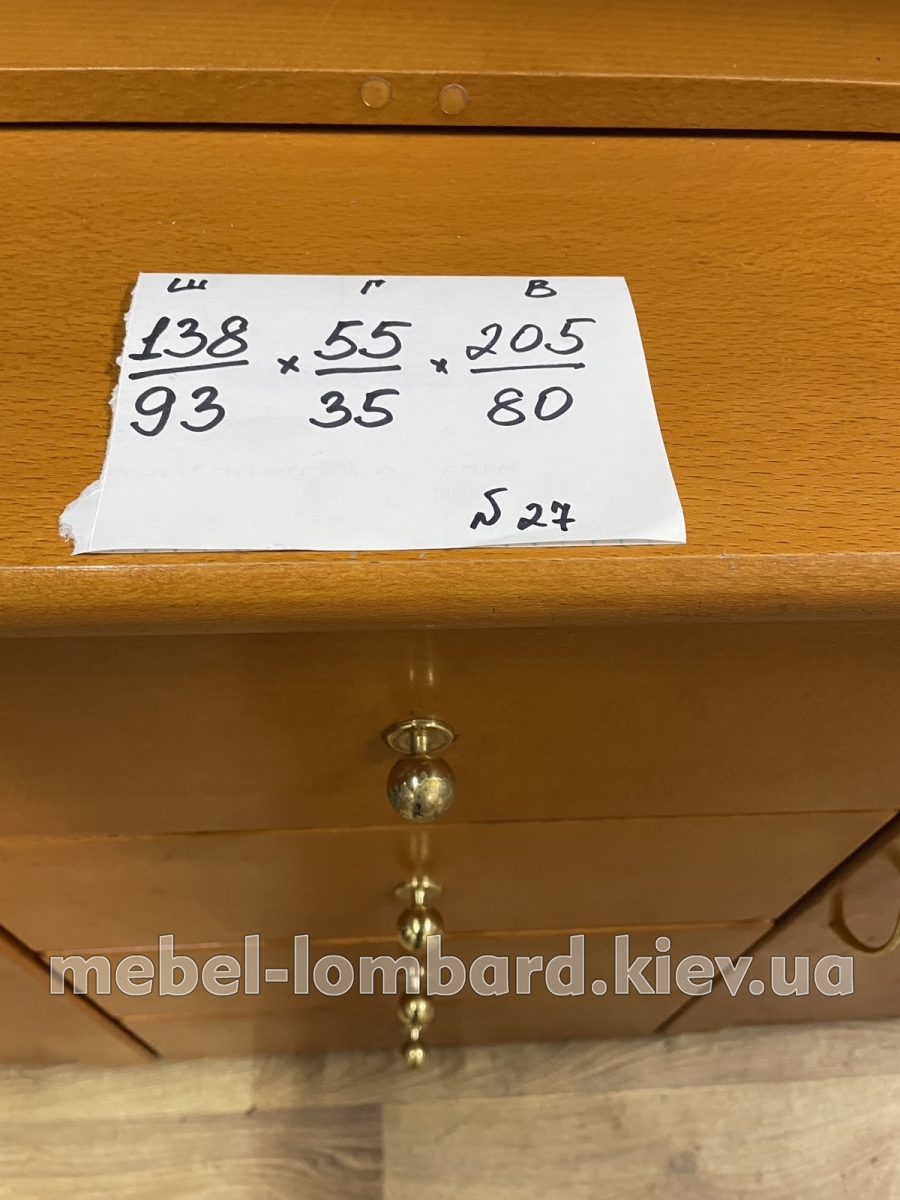 Ш Г В
138 × 55 × 205
93 35 80
№ 27
mebel-lombard.kiev.ua